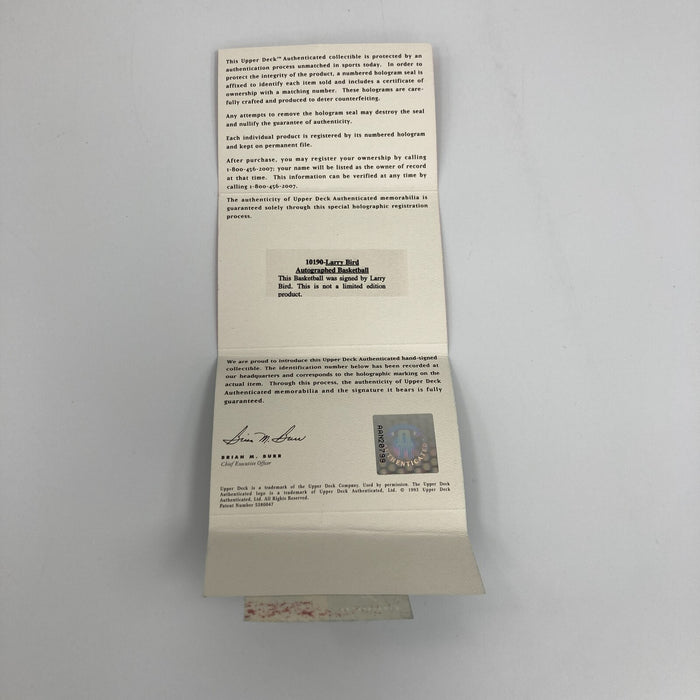 This Upper Deck™ Authenticated collectible is protected by an
authentication process unmatched in sports today. In order to
protect the integrity of the product, a numbered hologram seal is
affixed to identify each item sold and includes a certificate of
ownership with a matching number. These holograms are care-
fully crafted and produced to deter counterfeiting.
Any attempts to remove the hologram seal may destroy the seal
and nullify the guarantee of authenticity.
Each individual product is registered by its numbered hologram
and kept on permanent file.
After purchase, you may register your ownership by calling
1-800-456-2007; your name will be listed as the owner of record
at that time. This information can be verified at any time by
calling 1-800-456-2007.
The authenticity of Upper Deck Authenticated memorabilia is
guaranteed solely through this special holographic registration
process.
10190-Larry Bird
Autographed Basketball
This Basketball was signed by Larry
Bird. This is not a limited edition
product.
We are proud to introduce this Upper Deck Authenticated hand-signed
collectible. The identification number below has been recorded at
our headquarters and corresponds to the holographic marking on the
actual item. Through this process, the authenticity of Upper Deck
Authenticated memorabilia and the signature it bears is fully
guaranteed.
Brian M. Burr
BRIAN M. BURR
Chief Executive Officer
AUTHENTICATED
Upper Deck is a trademark of the Upper Deck Company. Used by permission. The Upper Deck
Authenticated logo is a trademark of Upper Deck Authenticated, Ltd. © 1993 Upper Deck
Authenticated, Ltd. All Rights Reserved.
Patent Number 5380047